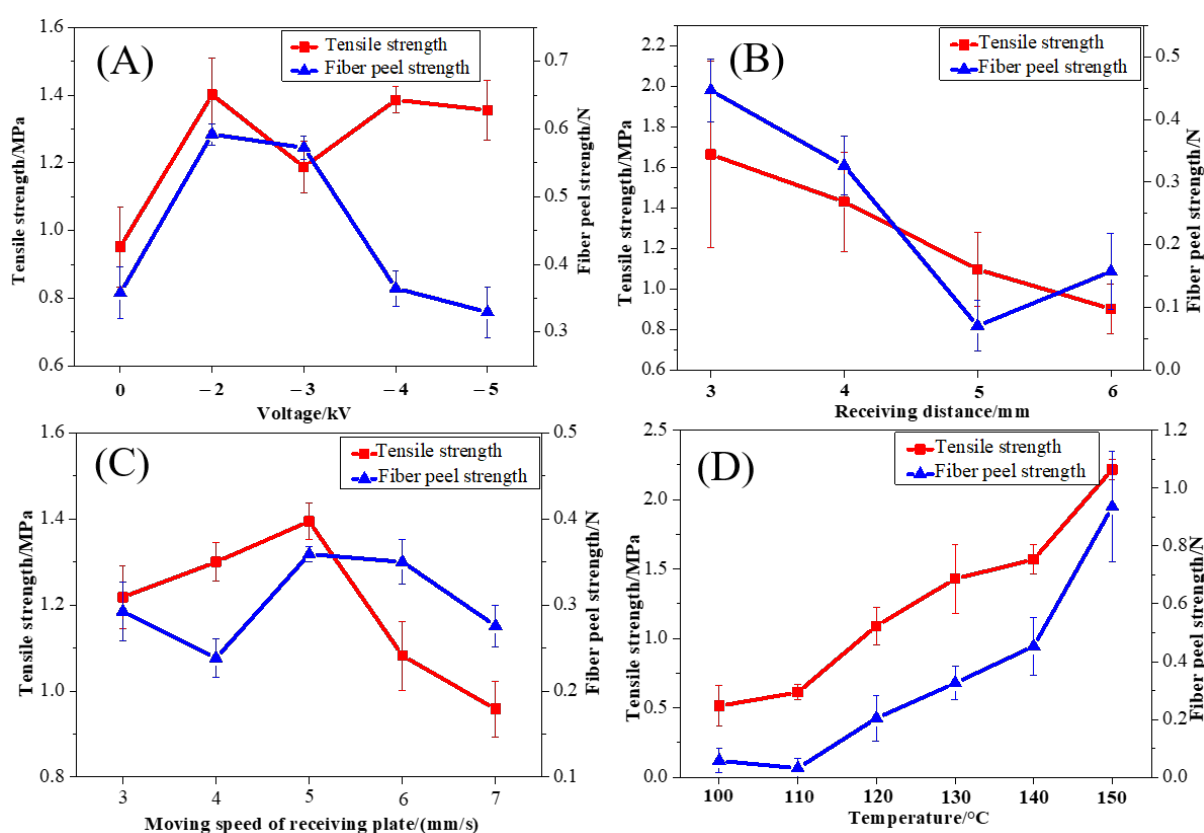 (A)
Tensile strength
Fiber peel strength
1.6
1.4
1.2
1.0
0.8
0.6
Tensile strength/MPa
0.7
0.6
0.5
0.4
0.3
Fiber peel strength/N
0 −2 −3 −4 −5
Voltage/kV
(B)
Tensile strength
Fiber peel strength
2.2
2.0
1.8
1.6
1.4
1.2
1.0
0.8
0.6
Tensile strength/MPa
0.5
0.4
0.3
0.2
0.1
0.0
Fiber peel strength/N
3 4 5 6
Receiving distance/mm
(C)
Tensile strength
Fiber peel strength
1.6
1.4
1.2
1.0
0.8
Tensile strength/MPa
0.5
0.4
0.3
0.2
0.1
Fiber peel strength/N
3 4 5 6 7
Moving speed of receiving plate/(mm/s)
(D)
Tensile strength
Fiber peel strength
2.5
2.0
1.5
1.0
0.5
0.0
Tensile strength/MPa
1.2
1.0
0.8
0.6
0.4
0.2
0.0
Fiber peel strength/N
100 110 120 130 140 150
Temperature/°C